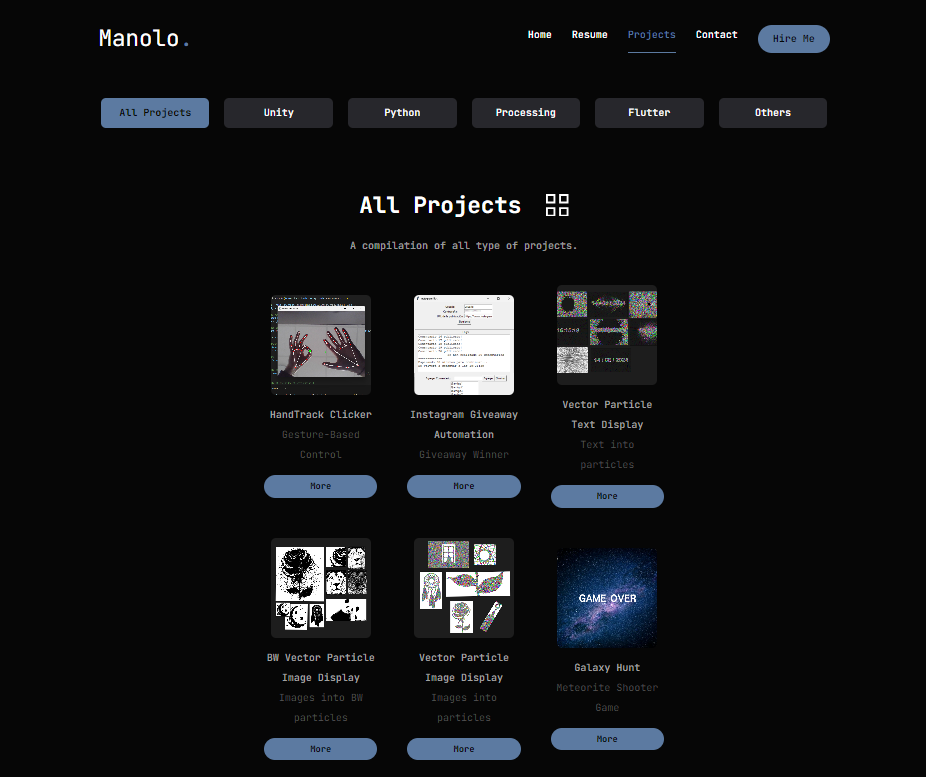 Manolo.
Home
Resume
Projects
Contact
Hire Me
All Projects
Unity
Python
Processing
Flutter
Others
All Projects
A compilation of all type of projects.
HandTrack Clicker
Gesture-Based
Control
More
Instagram Giveaway
Automation
Giveaway Winner
More
Vector Particle
Text Display
Text into
particles
More
BW Vector Particle
Image Display
Images into BW
particles
More
Vector Particle
Image Display
Images into
particles
More
GAME OVER
Galaxy Hunt
Meteorite Shooter
Game
More